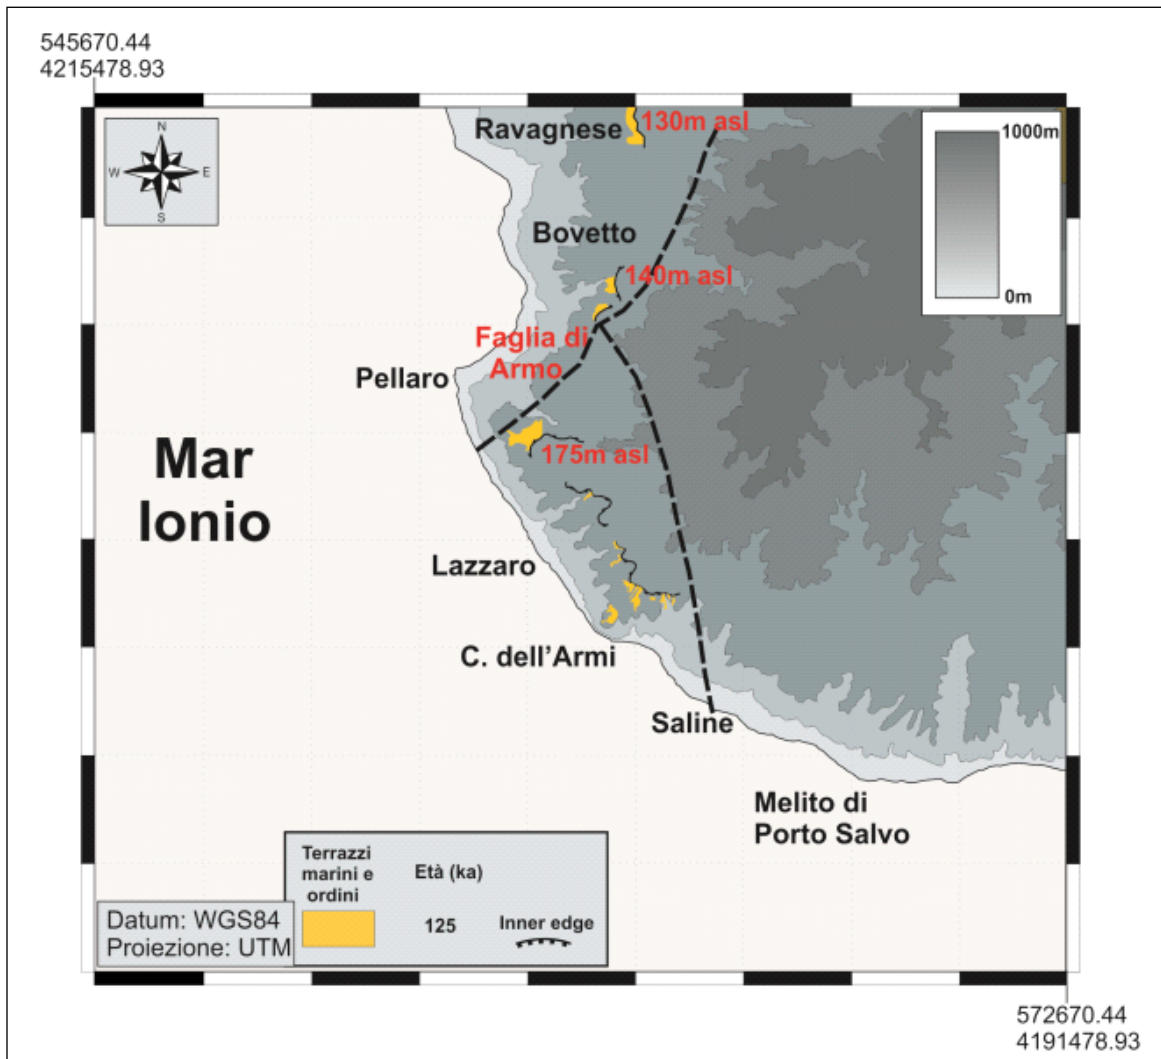 545670.44
4215478.93
N
W
E
S
Ravagnese
130m asl
1000m
0m
Bovetto
140m asl
Faglia di
Armo
Pellaro
175m asl
Mar
Ionio
Lazzaro
C. dell'Armi
Saline
Melito di
Porto Salvo
Terrazzi
marini e
ordini
Età (ka)
125
Inner edge
Datum: WGS84
Proiezione: UTM
572670.44
4191478.93